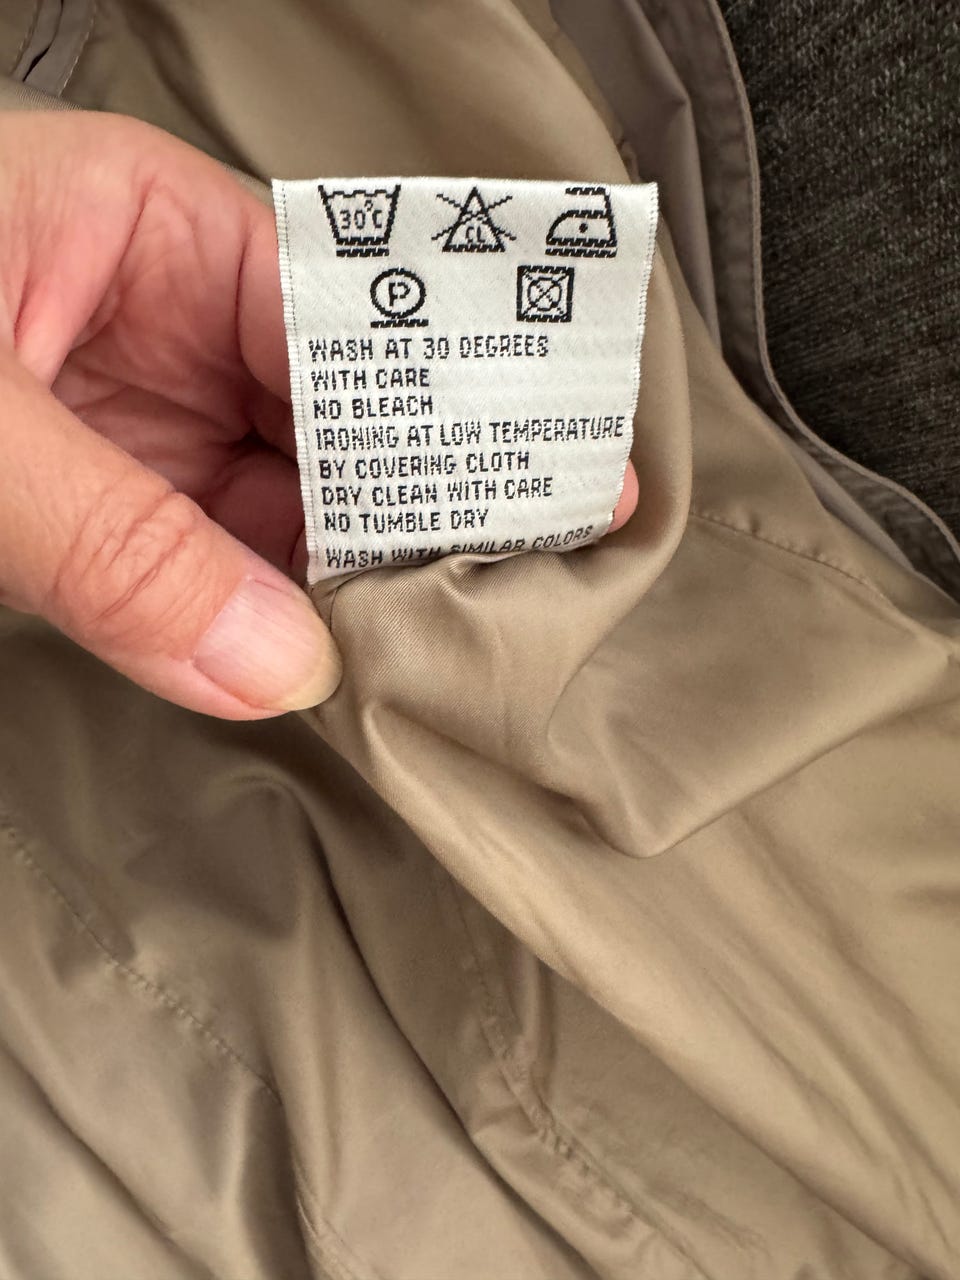 30°C CL
P
WASH AT 30 DEGREES
WITH CARE
NO BLEACH
IRONING AT LOW TEMPERATURE
BY COVERING CLOTH
DRY CLEAN WITH CARE
NO TUMBLE DRY
WASH WITH SIMILAR COLORS